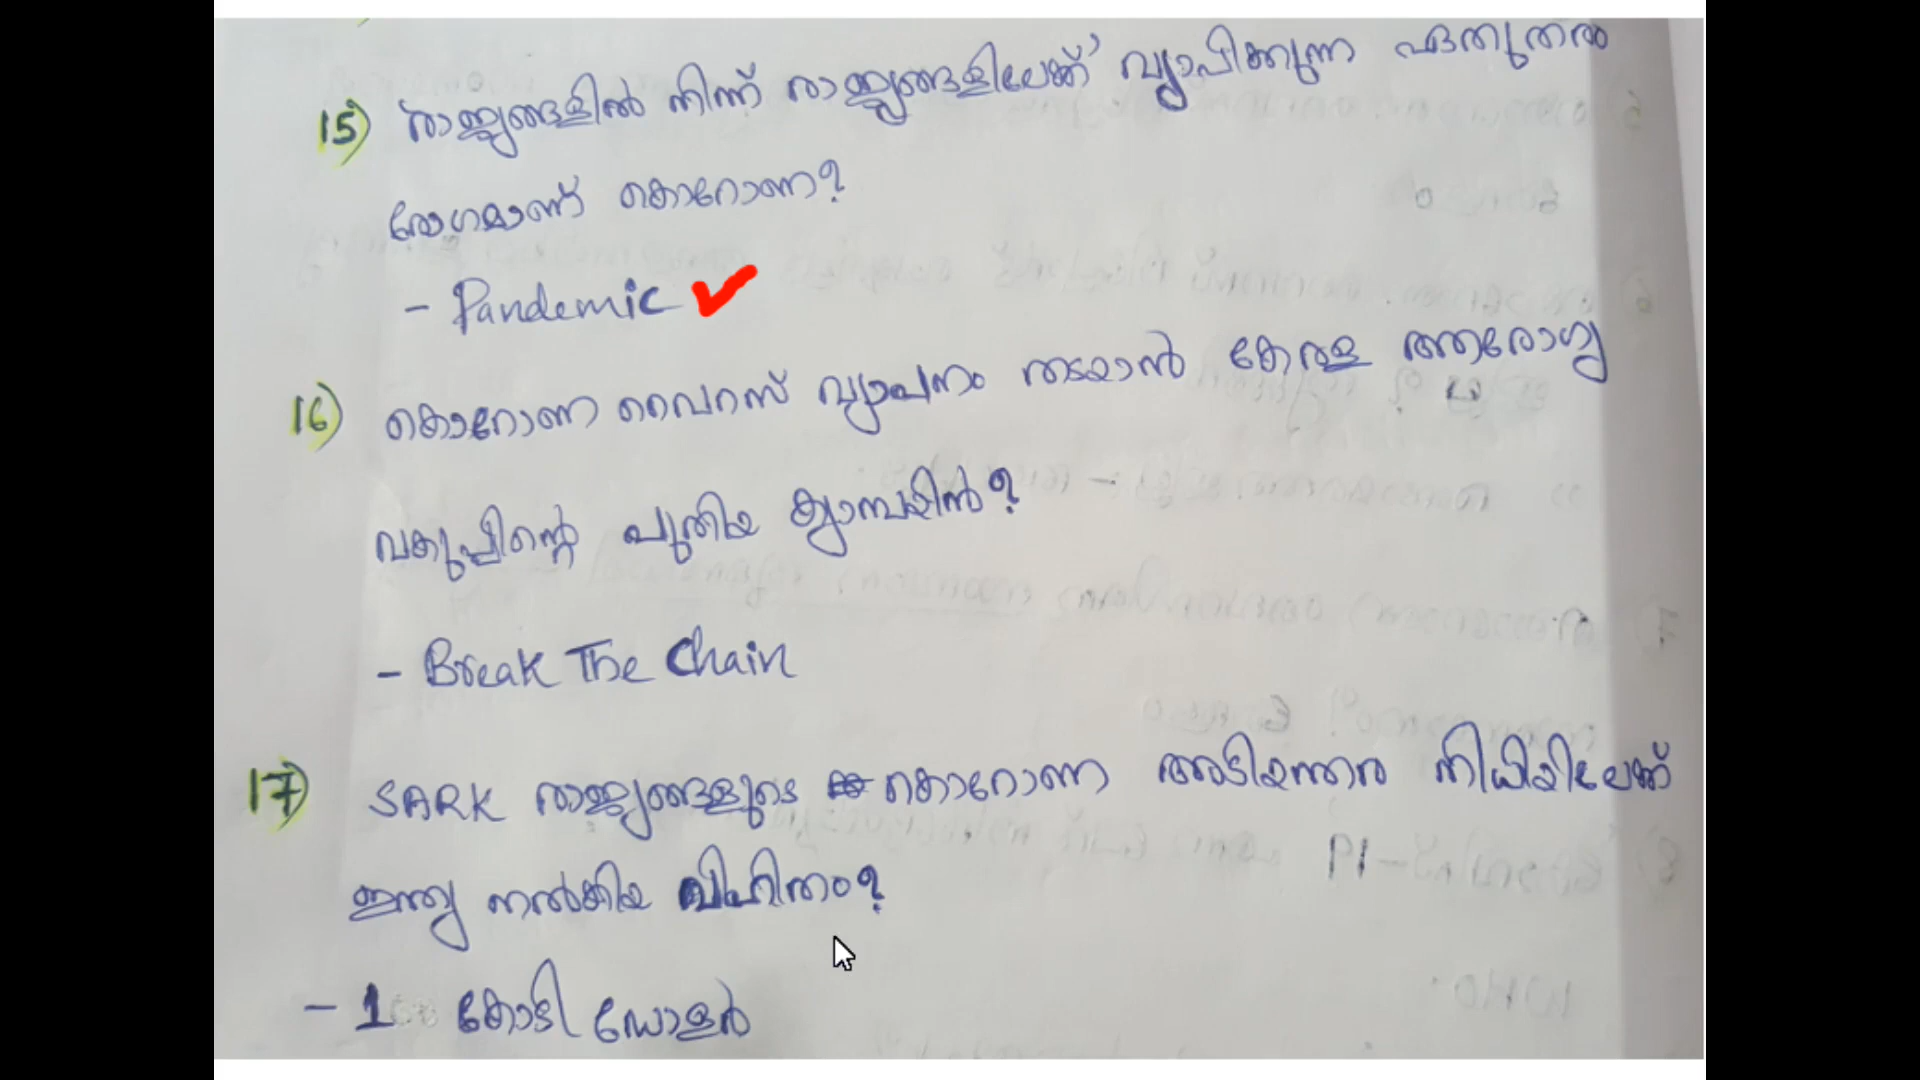 15) രാജ്യങ്ങളിൽ നിന്ന് രാജ്യങ്ങളിലേക്ക് വ്യാപിക്കുന്ന ഏതുതരം
രോഗമാണ് കൊറോണ?
- Pandemic
16) കൊറോണ വൈറസ് വ്യാപനം തടയാൻ കേരള ആരോഗ്യ
വകുപ്പിന്റെ പുതിയ ക്യാമ്പയിൻ?
- Break The Chain
17) SARK രാജ്യങ്ങളുടെ കൊറോണ അടിയന്തര നിധിയിലേക്ക്
ഇന്ത്യ നൽകിയ വിഹിതം?
- 1 കോടി ഡോളർ